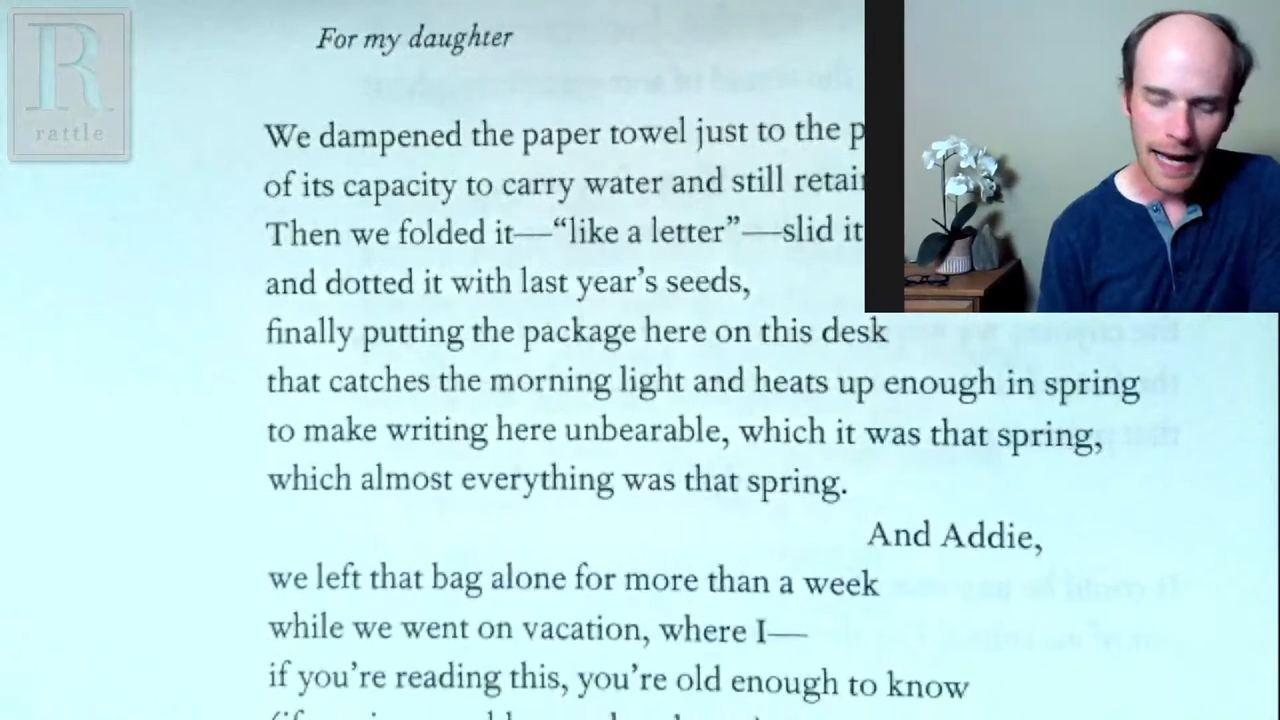 R
rattle
For my daughter
We dampened the paper towel just to the
of its capacity to carry water and still
Then we folded it—“like a letter”—slid it
and dotted it with last year’s seeds,
finally putting the package here on this desk
that catches the morning light and heats up enough in spring
to make writing here unbearable, which it was that spring,
which almost everything was that spring.
And Addie,
we left that bag alone for more than a week
while we went on vacation, where I—
if you’re reading this, you’re old enough to know